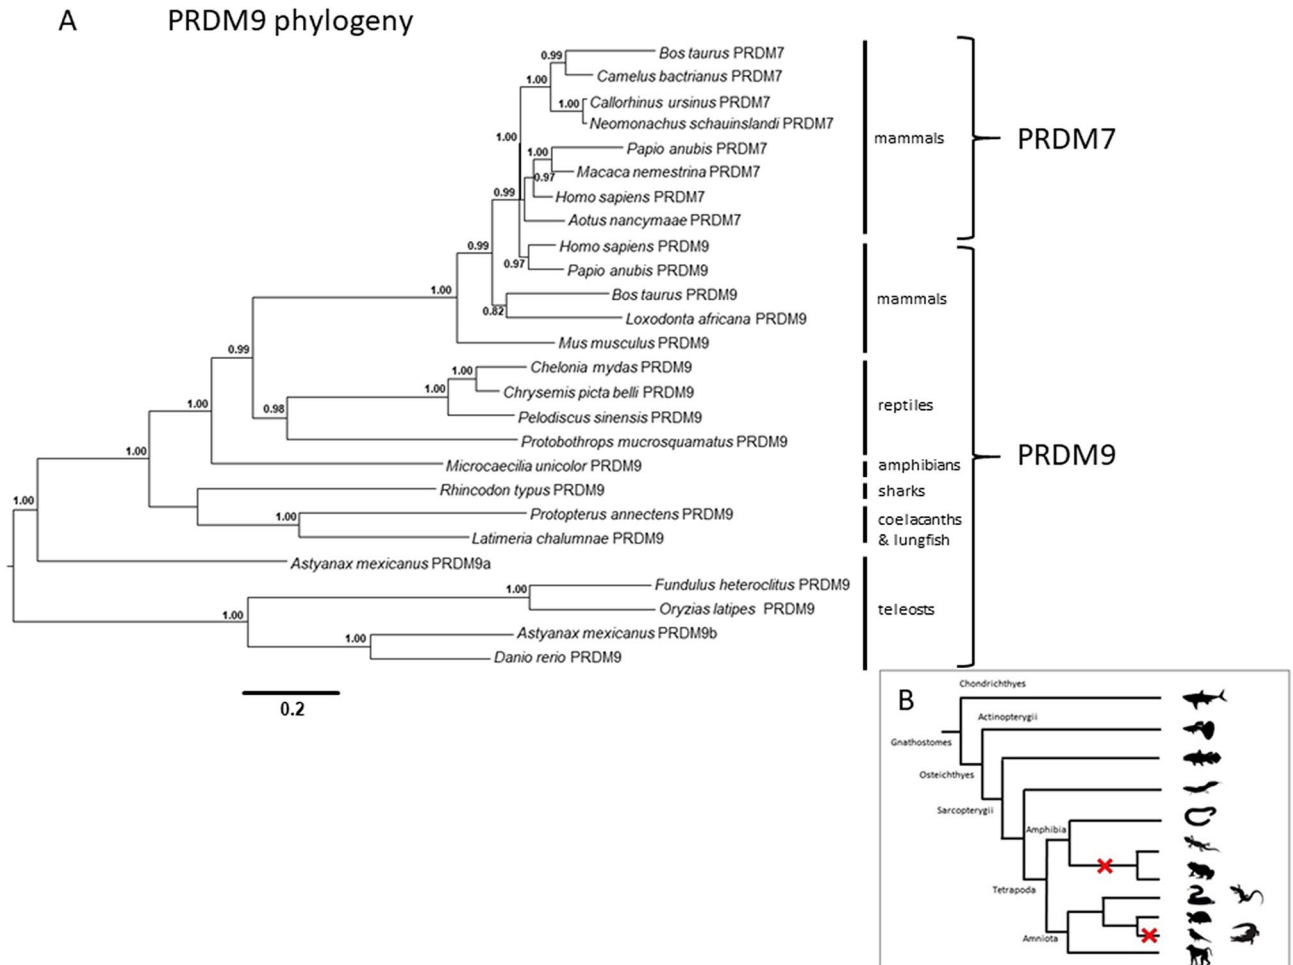 A PRDM9 phylogeny
0.99
Bos taurus PRDM7
Camelus bactrianus PRDM7
1.00
1.00
Callorhinus ursinus PRDM7
Neomonachus schauinslandi PRDM7
mammals
PRDM7
1.00
1.00
Papio anubis PRDM7
Macaca nemestrina PRDM7
0.97
0.99
Homo sapiens PRDM7
Aotus nancymaae PRDM7
0.99
Homo sapiens PRDM9
0.97
Papio anubis PRDM9
1.00
Bos taurus PRDM9
mammals
0.82
Loxodonta africana PRDM9
Mus musculus PRDM9
0.99
1.00
Chelonia mydas PRDM9
1.00
Chrysemis picta belli PRDM9
1.00
0.98
reptiles
Pelodiscus sinensis PRDM9
Protobothrops mucrosquamatus PRDM9
1.00
PRDM9
Microcaecilia unicolor PRDM9
amphibians
Rhincodon typus PRDM9
sharks
1.00
1.00
Protopterus annectens PRDM9
coelacanths
& lungfish
Latimeria chalumnae PRDM9
Astyanax mexicanus PRDM9a
1.00
Fundulus heteroclitus PRDM9
1.00
Oryzias latipes PRDM9
teleosts
1.00
Astyanax mexicanus PRDM9b
Danio rerio PRDM9
0.2
B
Chondrichthyes
Actinopterygii
Gnathostomes
Osteichthyes
Sarcopterygii
Amphibia
Tetrapoda
Amniota